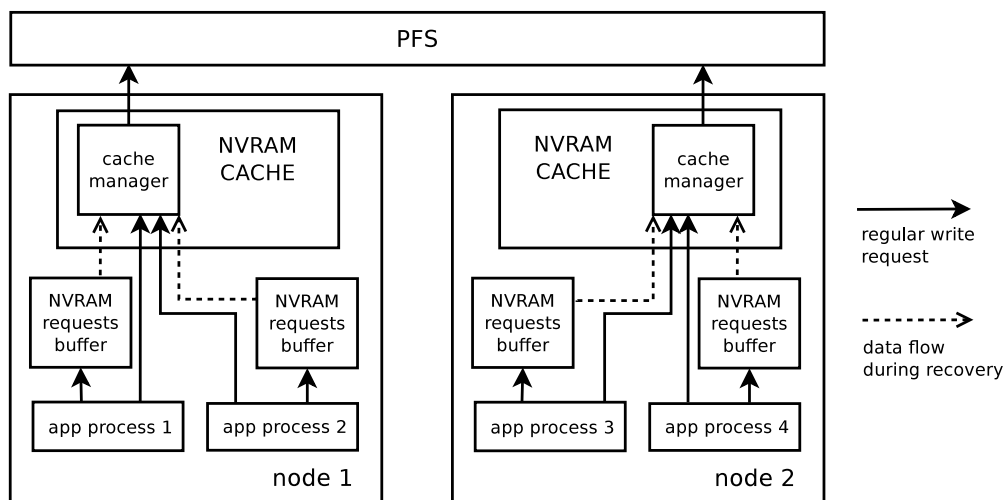 PFS
NVRAM
CACHE
cache
manager
NVRAM
requests
buffer
NVRAM
requests
buffer
app process 1
app process 2
node 1
NVRAM
CACHE
cache
manager
NVRAM
requests
buffer
NVRAM
requests
buffer
app process 3
app process 4
node 2
regular write
request
data flow
during recovery